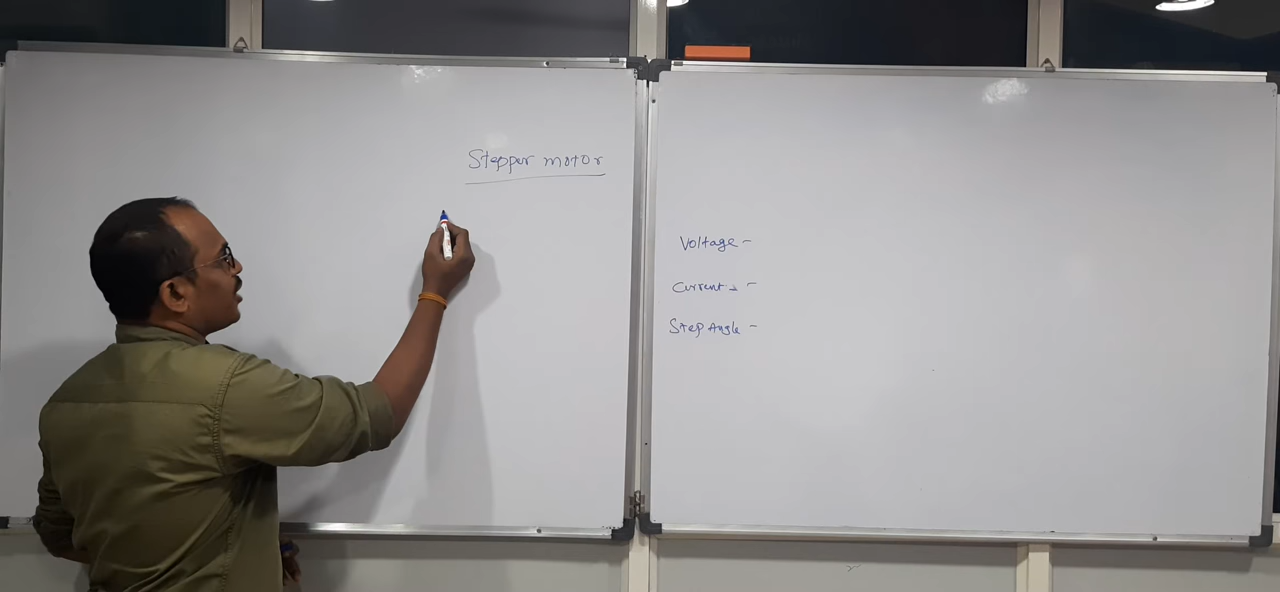 Stepper motor
Voltage -
Current -
Step Angle -